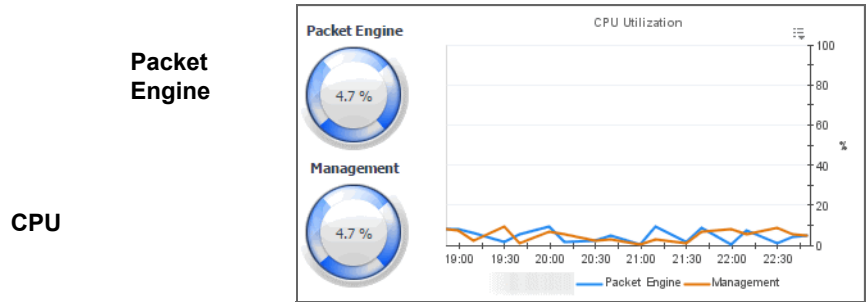 Packet
Engine
CPU
Packet Engine
4.7 %
Management
4.7 %
CPU Utilization
100
80
60
40
20
0
%
19:00 19:30 20:00 20:30 21:00 21:30 22:00 22:30
Packet Engine Management